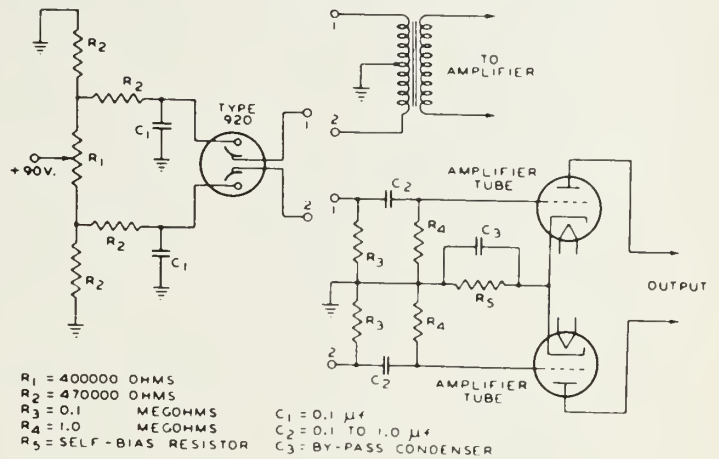 R2
R2
C1
+90V.
R1
R2
C1
R2
TYPE
920
1
2
1
2
TO
AMPLIFIER
1
C2
R3
R4
C3
R5
R3
R4
2
C2
AMPLIFIER
TUBE
OUTPUT
AMPLIFIER
TUBE
R1 = 400000 OHMS
R2 = 470000 OHMS
R3 = 0.1 MEGOHMS
R4 = 1.0 MEGOHMS
R5 = SELF-BIAS RESISTOR
C1 = 0.1 μf
C2 = 0.1 TO 1.0 μf
C3 = BY-PASS CONDENSER